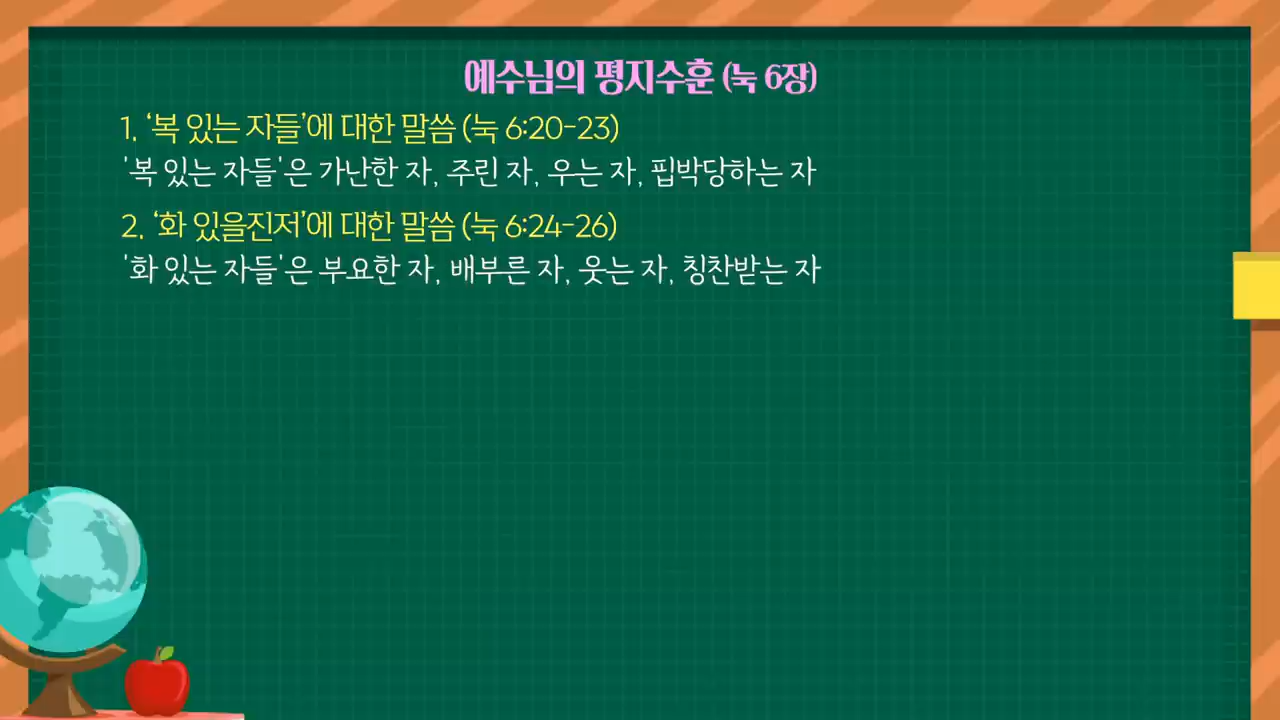 예수님의 평지수훈 (눅 6장)
1. ‘복 있는 자들’에 대한 말씀 (눅 6:20-23)
'복 있는 자들'은 가난한 자, 주린 자, 우는 자, 핍박당하는 자
2. ‘화 있을진저’에 대한 말씀 (눅 6:24-26)
'화 있는 자들'은 부요한 자, 배부른 자, 웃는 자, 칭찬받는 자